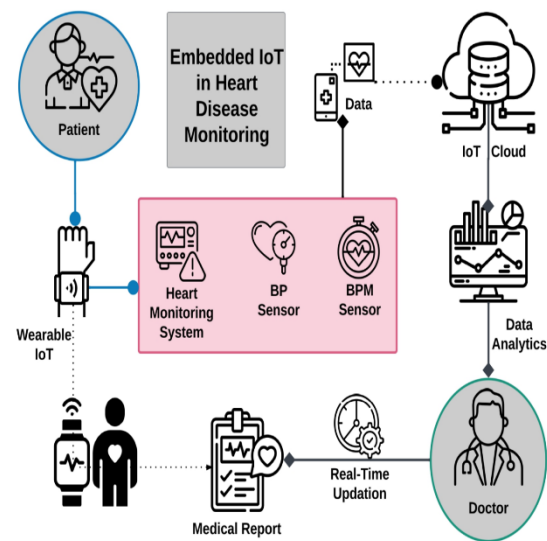 Patient
Embedded IoT
in Heart
Disease
Monitoring
Data
IoT Cloud
Heart
Monitoring
System
BP
Sensor
BPM
Sensor
Wearable
IoT
Data
Analytics
Medical Report
Real-Time
Updation
Doctor